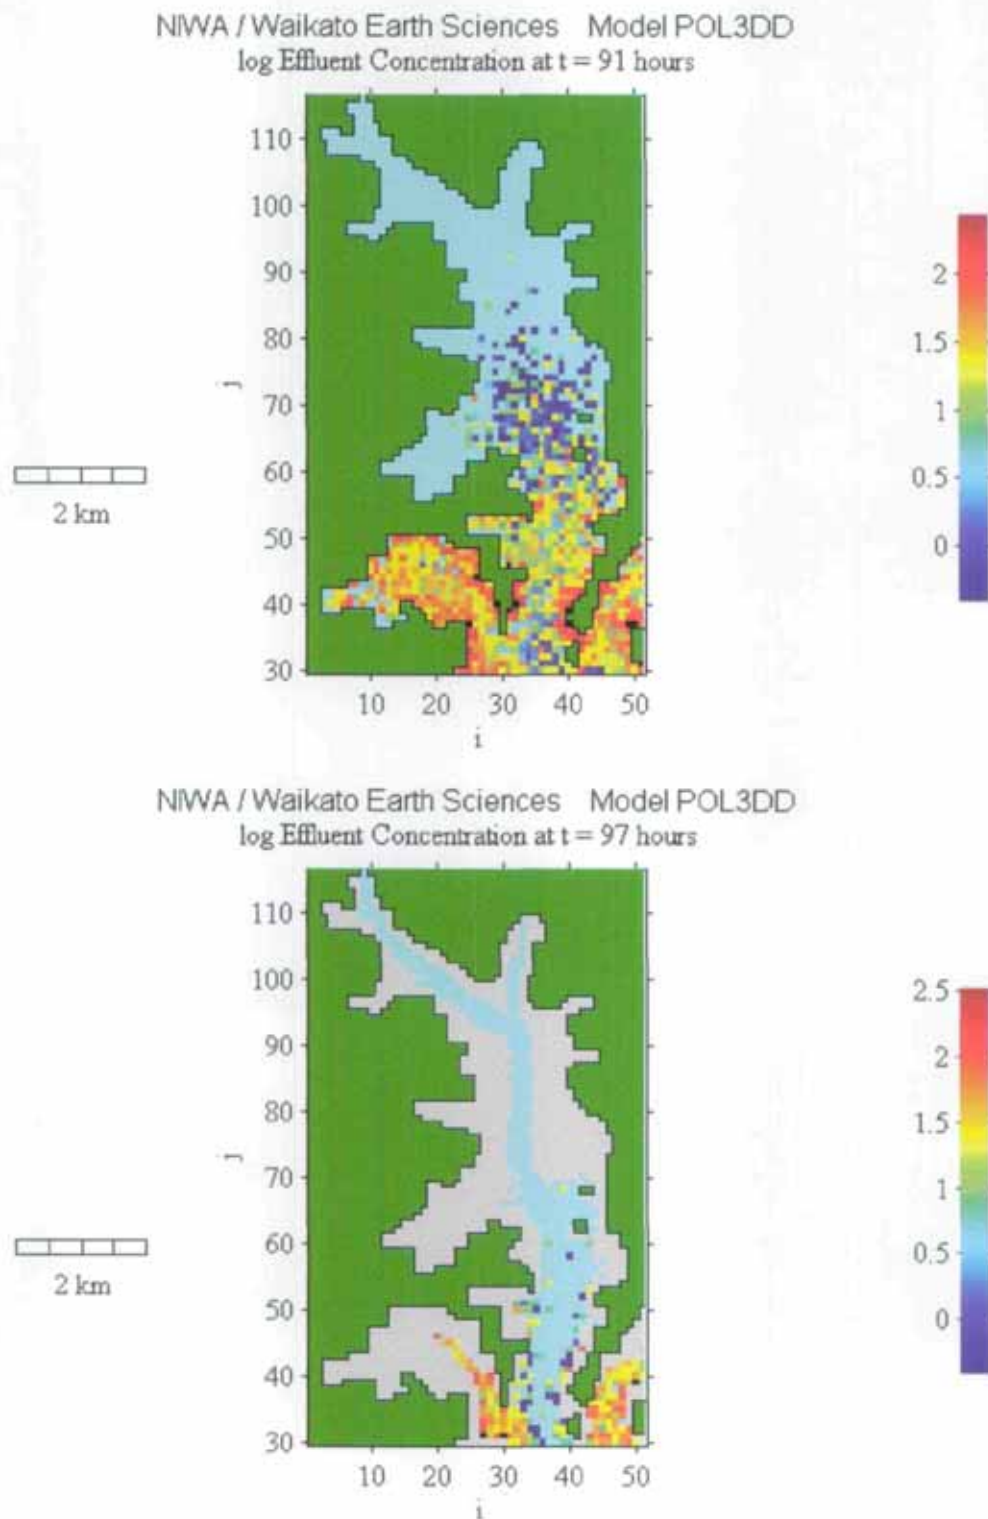 NIWA / Waikato Earth Sciences Model POL3DD
log Effluent Concentration at t = 91 hours
110
100
90
80
70
60
50
40
30
j
10 20 30 40 50
i
2 km
2
1.5
1
0.5
0
NIWA / Waikato Earth Sciences Model POL3DD
log Effluent Concentration at t = 97 hours
110
100
90
80
70
60
50
40
30
j
10 20 30 40 50
i
2 km
2.5
2
1.5
1
0.5
0